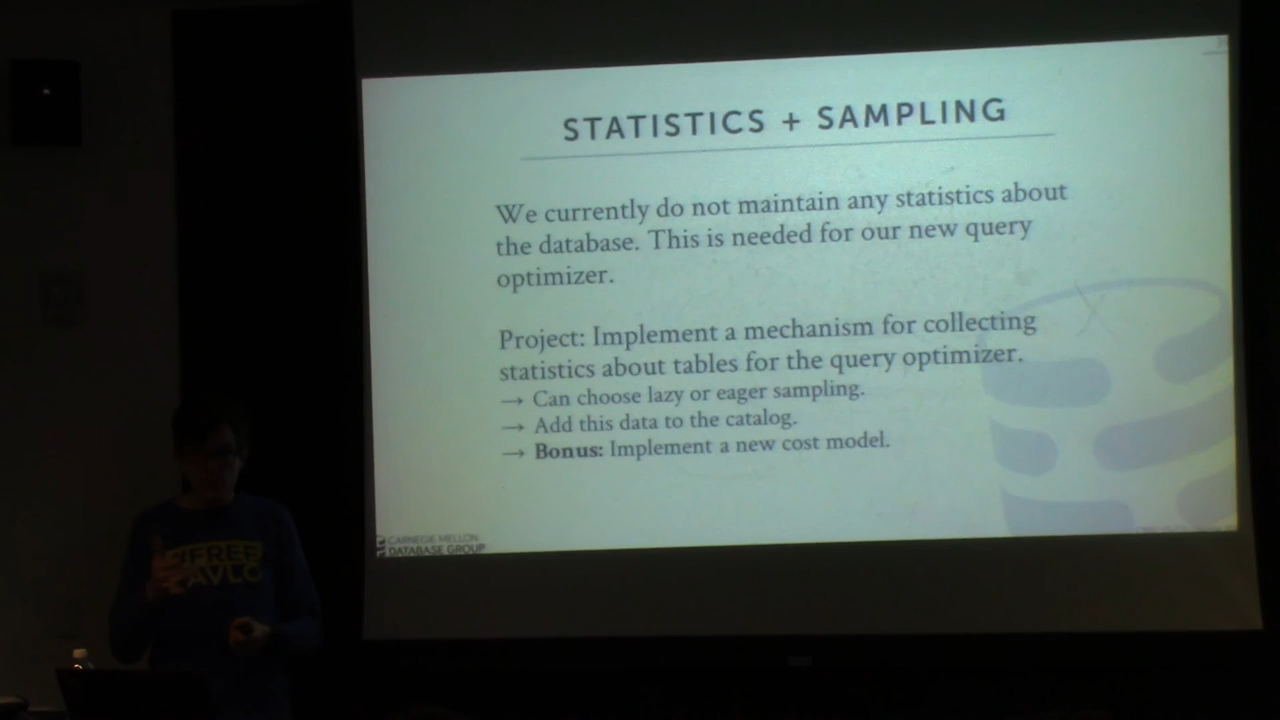 STATISTICS + SAMPLING
We currently do not maintain any statistics about
the database. This is needed for our new query
optimizer.
Project: Implement a mechanism for collecting
statistics about tables for the query optimizer.
→ Can choose lazy or eager sampling.
→ Add this data to the catalog.
→ Bonus: Implement a new cost model.
CARNEGIE MELLON
DATABASE GROUP
#FREE
PAVLO